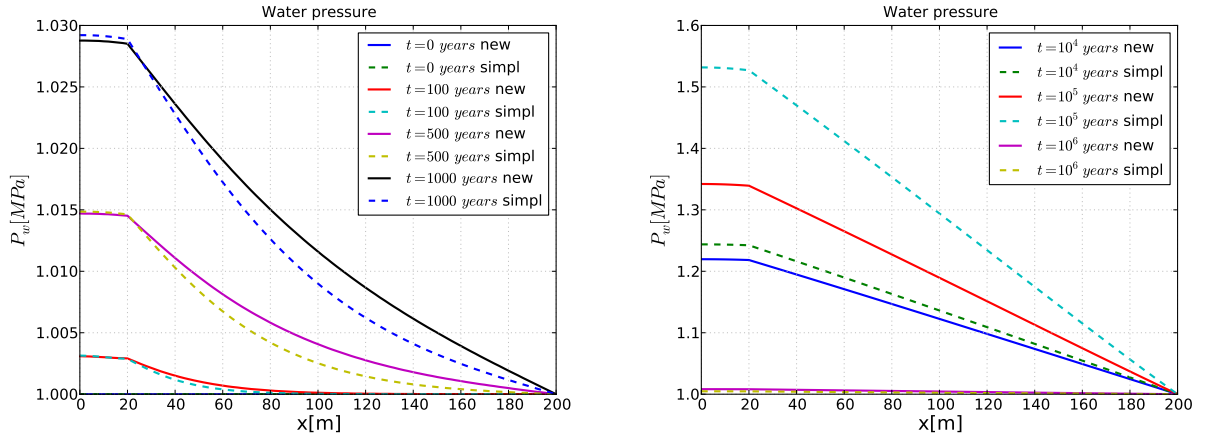 Water pressure
P_w[MPa]
1.030
1.025
1.020
1.015
1.010
1.005
1.000
t=0 years new
t=0 years simpl
t=100 years new
t=100 years simpl
t=500 years new
t=500 years simpl
t=1000 years new
t=1000 years simpl
0 20 40 60 80 100 120 140 160 180 200
x[m]
Water pressure
P_w[MPa]
1.6
1.5
1.4
1.3
1.2
1.1
1.0
t=10^4 years new
t=10^4 years simpl
t=10^5 years new
t=10^5 years simpl
t=10^6 years new
t=10^6 years simpl
0 20 40 60 80 100 120 140 160 180 200
x[m]